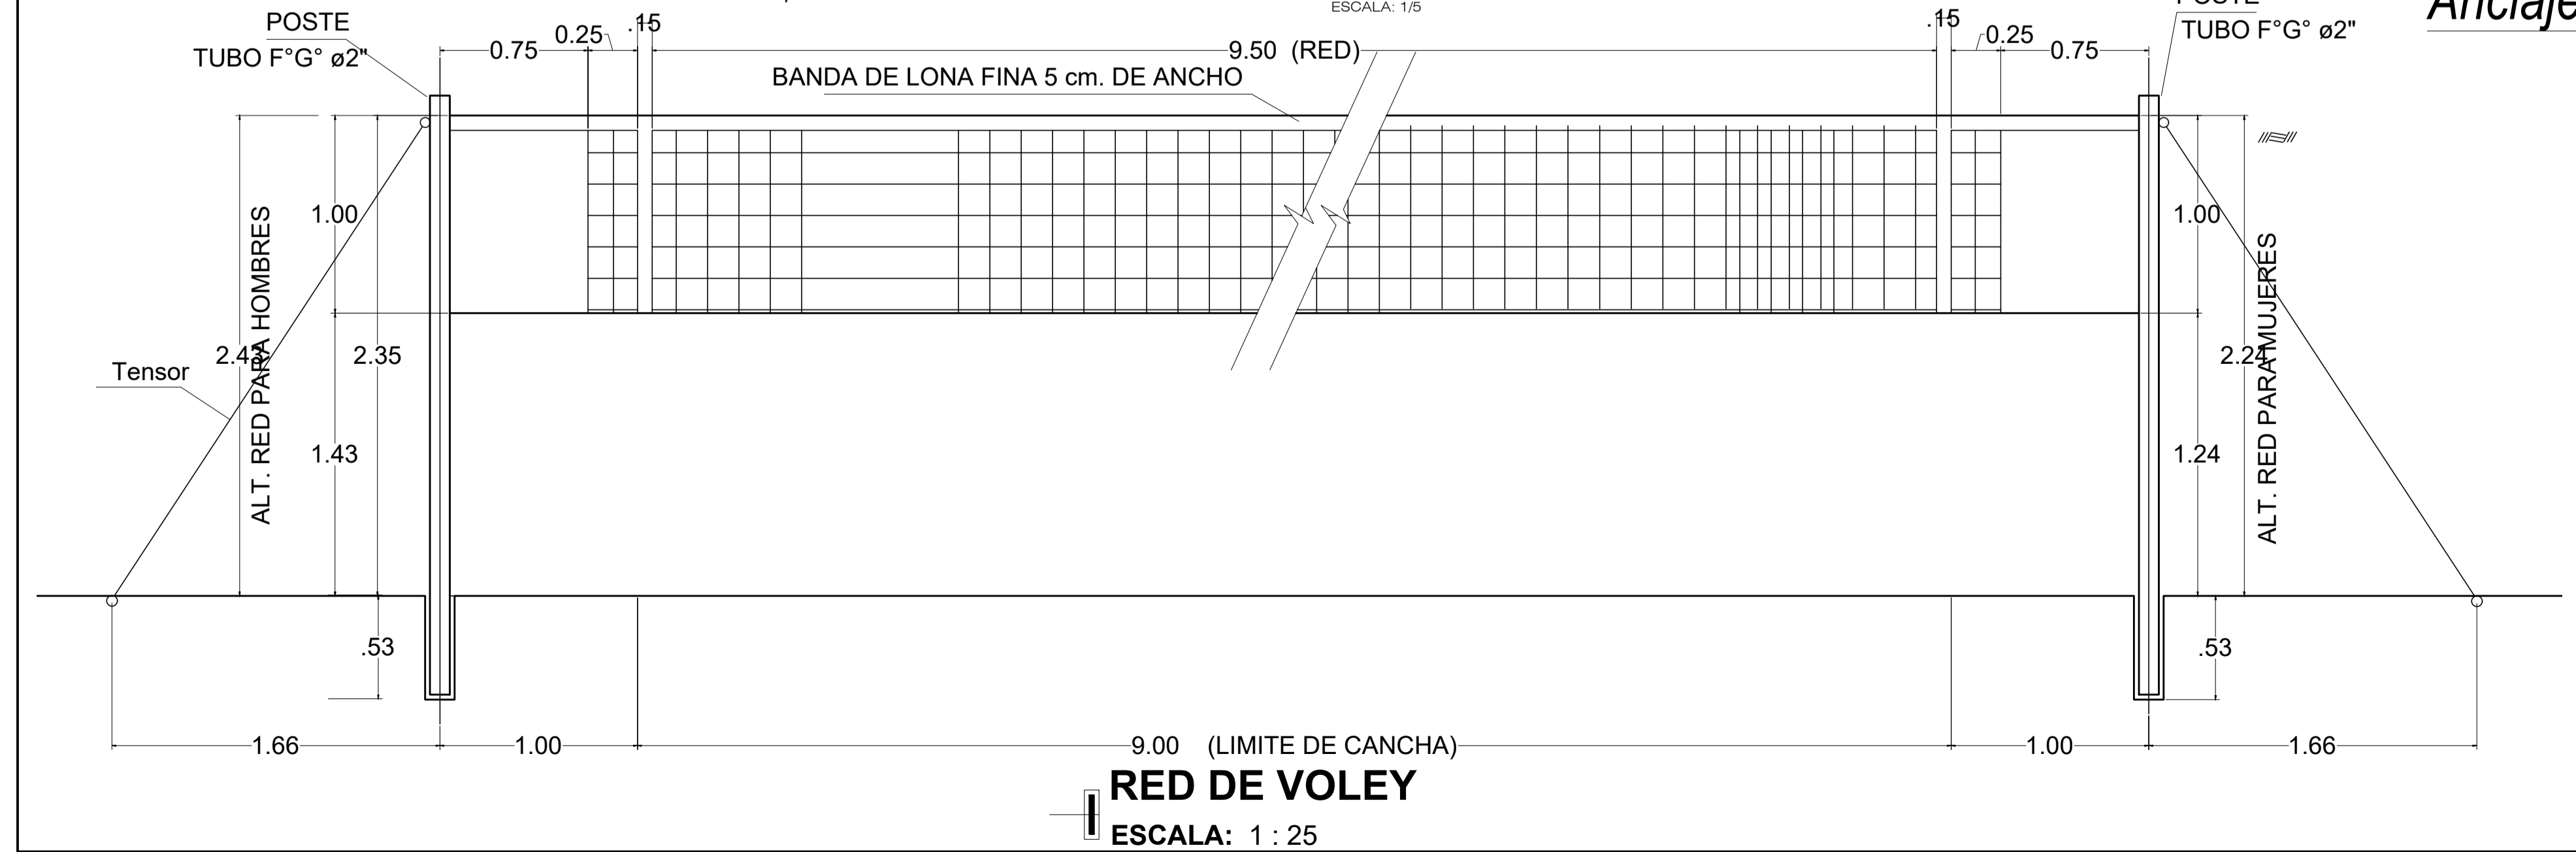 ESCALA: 1/5
POSTE
TUBO F°G° ø2"
0.75
0.25
.15
9.50 (RED)
.15
0.25
0.75
POSTE
TUBO F°G° ø2"
Anclaje
BANDA DE LONA FINA 5 cm. DE ANCHO
1.00
1.00
ALT. RED PARA HOMBRES
ALT. RED PARA MUJERES
2.43
2.35
2.24
Tensor
1.43
1.24
.53
.53
1.66
1.00
9.00 (LIMITE DE CANCHA)
1.00
1.66
RED DE VOLEY
ESCALA: 1 : 25